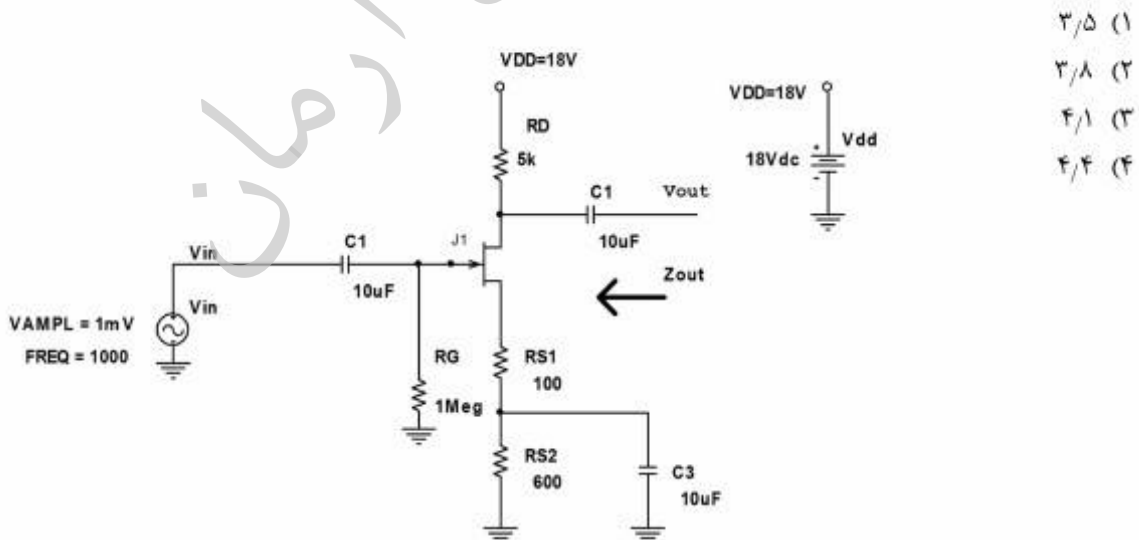 ۱) ۳/۵
۲) ۳/۸
۳) ۴/۱
۴) ۴/۴
VDD=18V
RD
5k
C1
10uF
Vout
VDD=18V
18Vdc
Vdd
+
-
Vin
Vin
VAMPL = 1mV
FREQ = 1000
C1
10uF
J1
Zout
RG
1Meg
RS1
100
RS2
600
C3
10uF